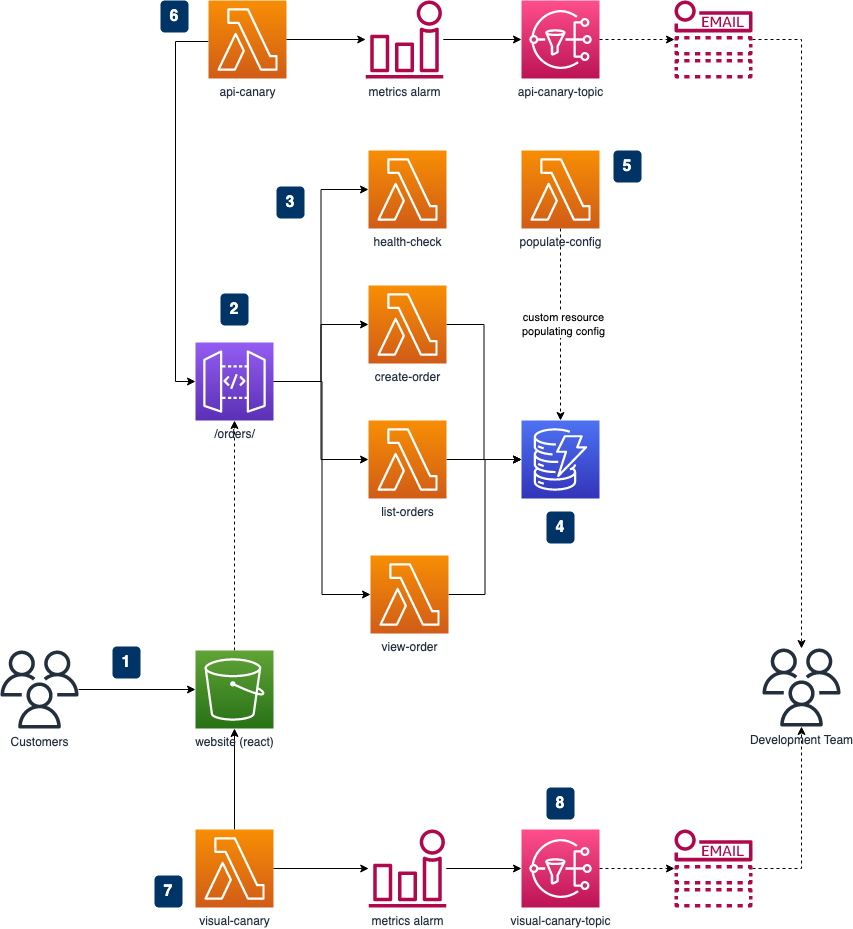 6
EMAIL
api-canary
metrics alarm
api-canary-topic
5
3
health-check
populate-config
2
custom resource
populating config
</>
create-order
/orders/
list-orders
4
view-order
1
Customers
website (react)
Development Team
8
EMAIL
7
visual-canary
metrics alarm
visual-canary-topic